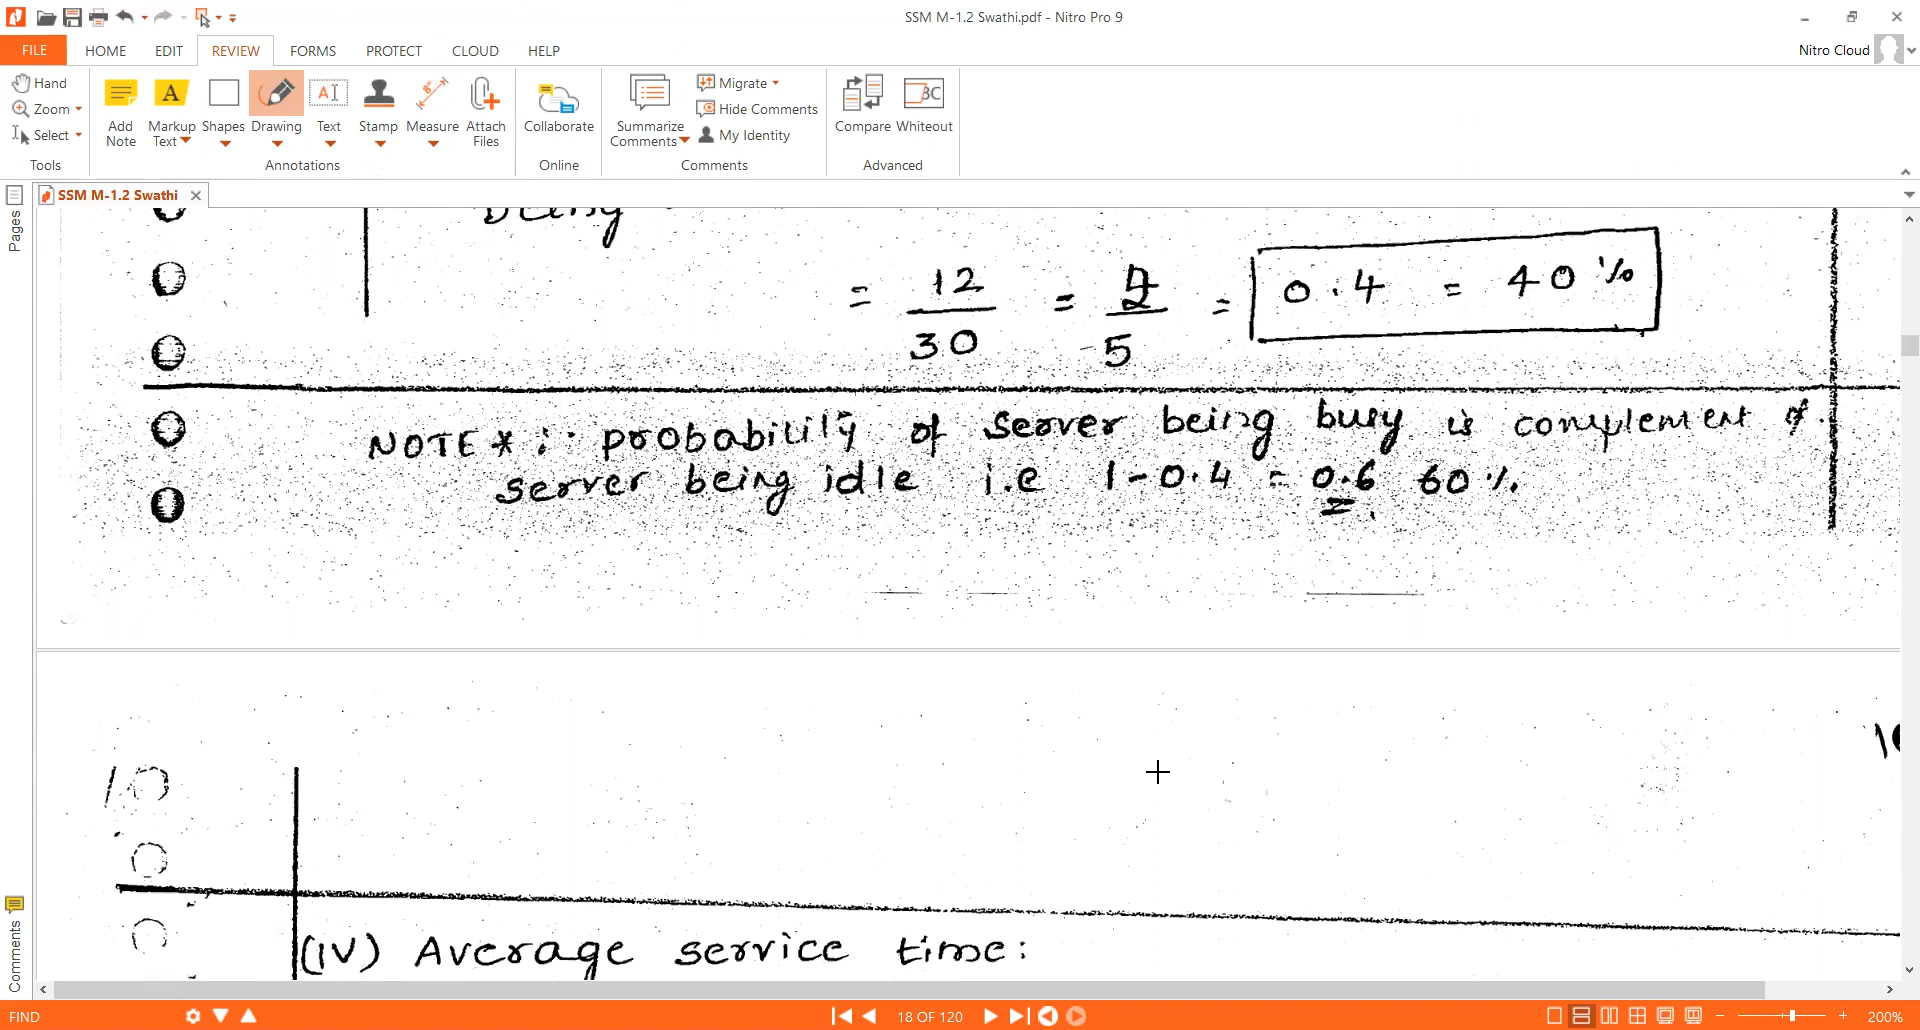 SSM M-1.2 Swathi.pdf - Nitro Pro 9
FILE HOME EDIT REVIEW FORMS PROTECT CLOUD HELP
Nitro Cloud
Hand
Zoom
Select
Tools
Add Note
Markup Text
Shapes
Drawing
Text
Stamp
Measure
Attach Files
Annotations
Collaborate
Online
Summarize Comments
Migrate
Hide Comments
My Identity
Comments
Compare
Whiteout
Advanced
Pages
SSM M-1.2 Swathi
being
= 12/30 = 2/5 = 0.4 = 40%
NOTE * : probability of server being busy is complement of
server being idle i.e 1-0.4 = 0.6 60%.
(IV) Average service time:
Comments
FIND
18 OF 120
200%